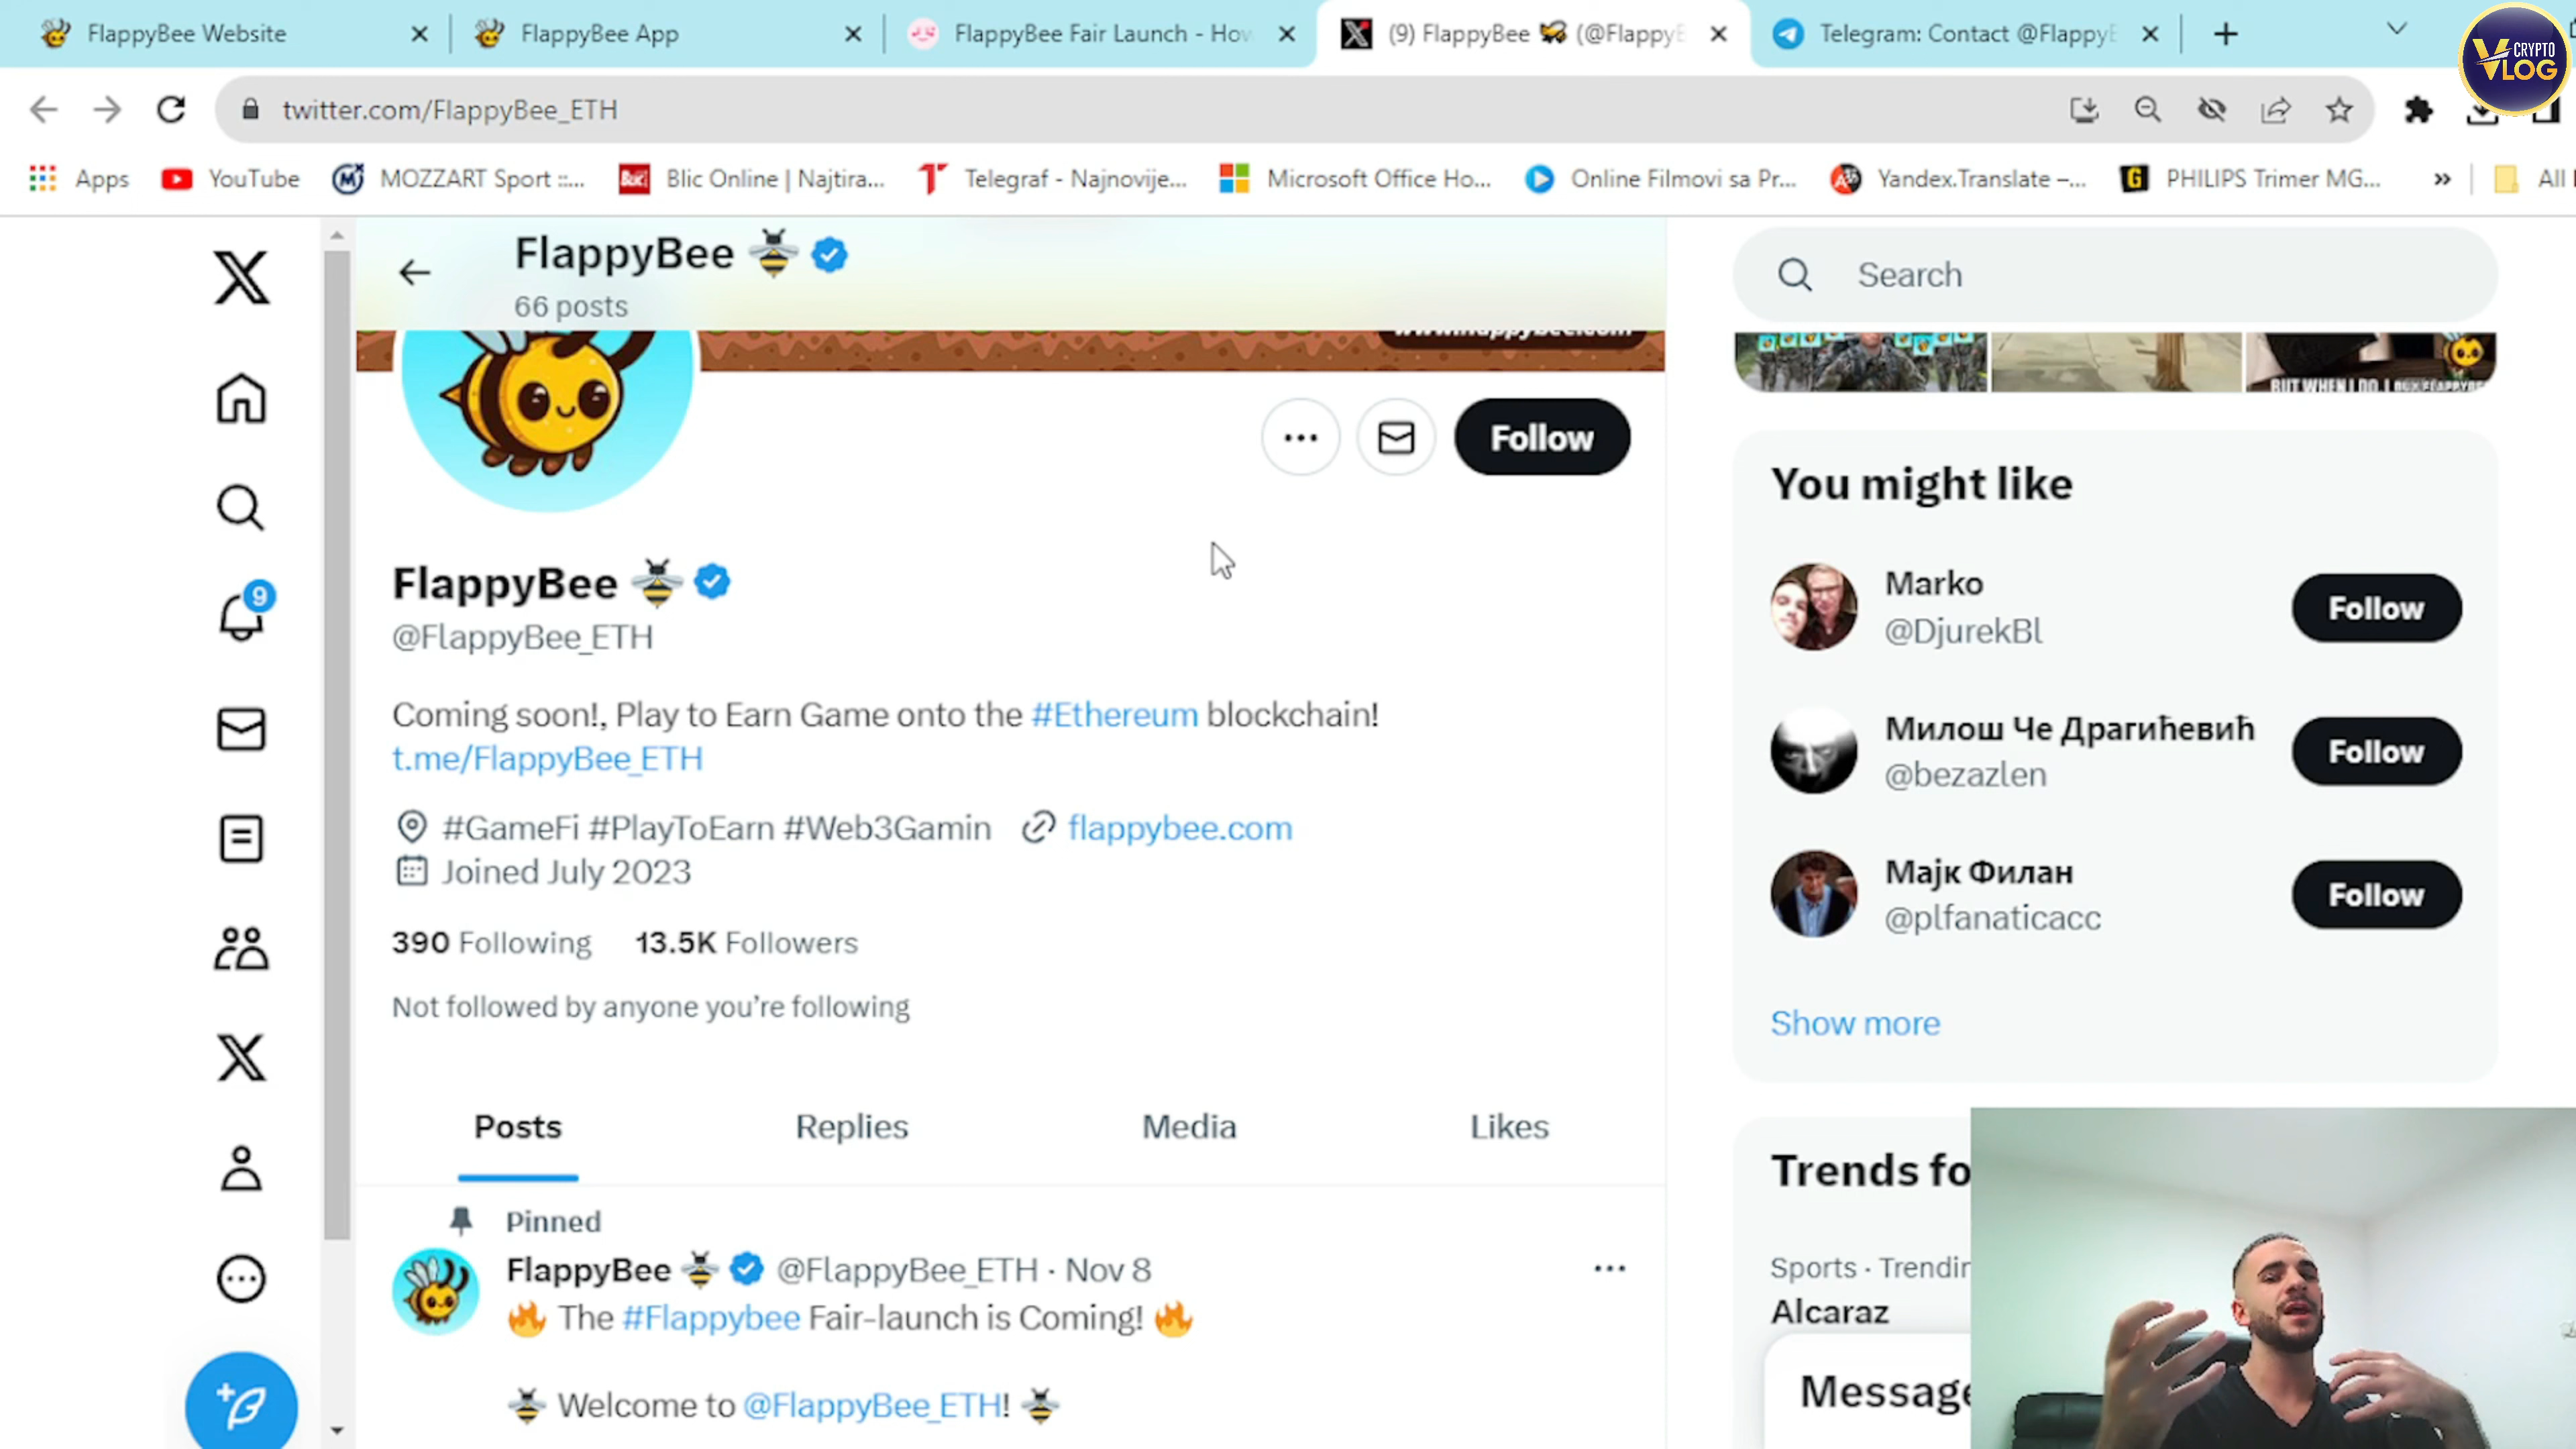 FlappyBee Website
FlappyBee App
FlappyBee Fair Launch - How
(9) FlappyBee 🐝 (@FlappyB
Telegram: Contact @FlappyB
V CRYPTO VLOG
twitter.com/FlappyBee_ETH
Apps
YouTube
MOZZART Sport ::...
Blic Online | Najtira...
Telegraf - Najnovije...
Microsoft Office Ho...
Online Filmovi sa Pr...
Yandex.Translate –...
PHILIPS Trimer MG...
All
FlappyBee 🐝
66 posts
Search
BUT WHEN I DO, I
Follow
You might like
FlappyBee 🐝
@FlappyBee_ETH
Marko
@DjurekBl
Follow
Coming soon!, Play to Earn Game onto the #Ethereum blockchain!
t.me/FlappyBee_ETH
Милош Че Драгићевић
@bezazlen
Follow
#GameFi #PlayToEarn #Web3Gamin
flappybee.com
Joined July 2023
Мајк Филан
@plfanaticacc
Follow
390 Following 13.5K Followers
Not followed by anyone you're following
Show more
Posts
Replies
Media
Likes
Trends fo
Pinned
FlappyBee 🐝 @FlappyBee_ETH · Nov 8
🔥 The #Flappybee Fair-launch is Coming! 🔥
🐝 Welcome to @FlappyBee_ETH! 🐝
Sports · Trendin
Alcaraz
Message
9